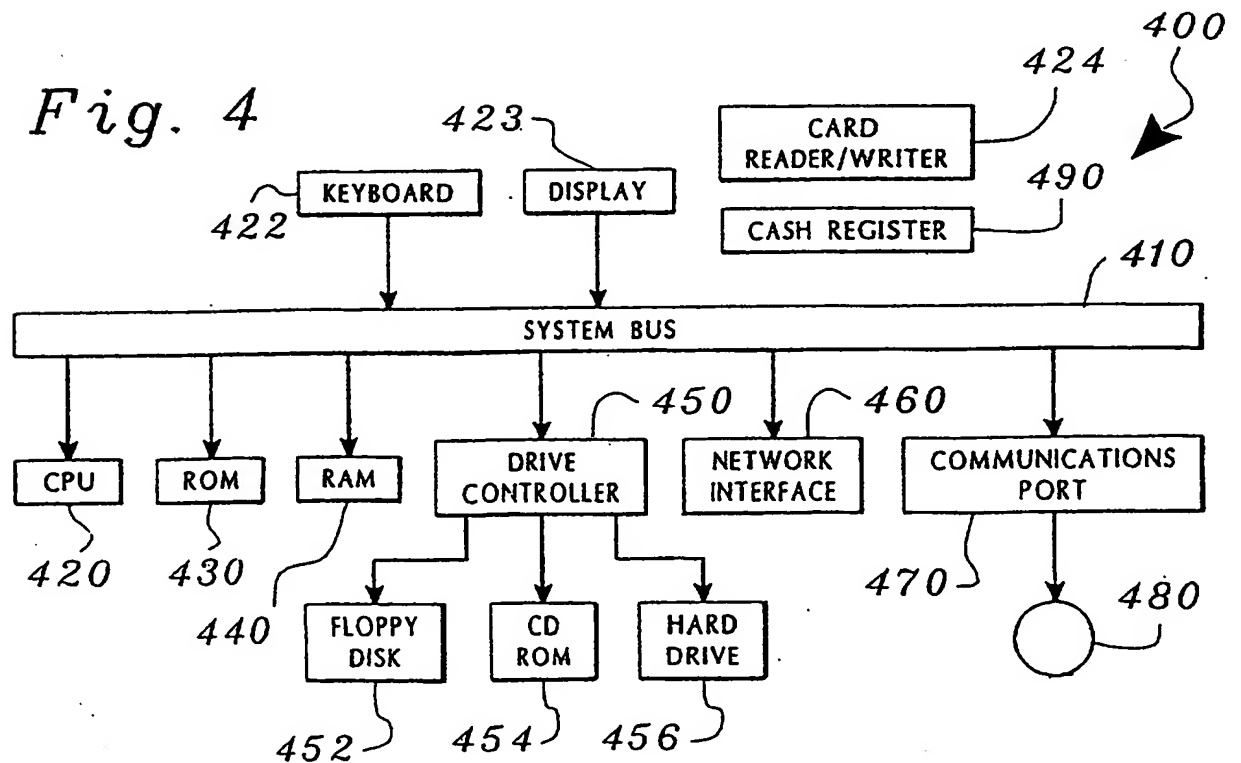 Fig. 4
400
424
CARD
READER/WRITER
423
KEYBOARD
DISPLAY
490
422
CASH REGISTER
410
SYSTEM BUS
450
460
CPU
ROM
RAM
DRIVE
CONTROLLER
NETWORK
INTERFACE
COMMUNICATIONS
PORT
420
430
440
470
480
FLOPPY
DISK
CD
ROM
HARD
DRIVE
452
454
456